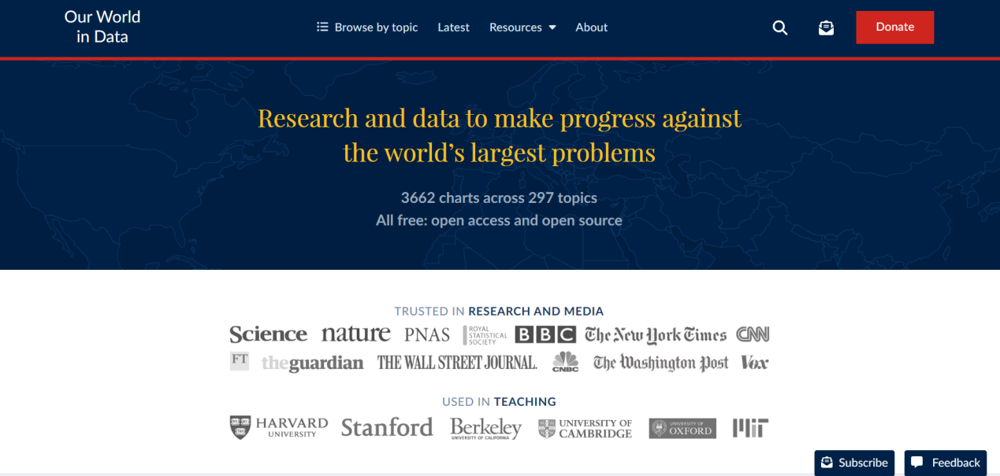 Our World
in Data
Browse by topic Latest Resources About Donate
Research and data to make progress against
the world's largest problems
3662 charts across 297 topics
All free: open access and open source
TRUSTED IN RESEARCH AND MEDIA
Science nature PNAS ROYAL STATISTICAL SOCIETY BBC The New York Times CNN
FT theguardian THE WALL STREET JOURNAL. CNBC The Washington Post Vox
USED IN TEACHING
HARVARD UNIVERSITY Stanford Berkeley UNIVERSITY OF CALIFORNIA UNIVERSITY OF CAMBRIDGE UNIVERSITY OF OXFORD MIT
Subscribe Feedback